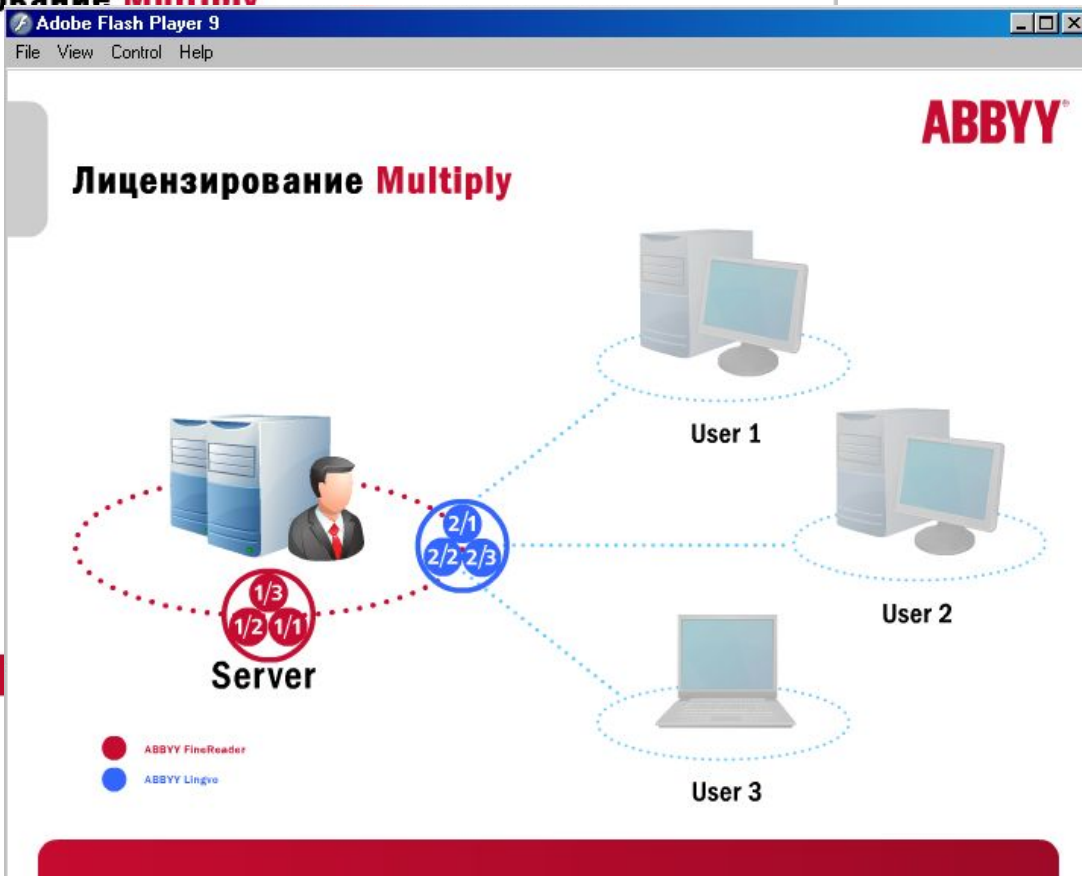 Multiply
Adobe Flash Player 9
File View Control Help
ABBYY®
Лицензирование Multiply
User 1
2/1
2/2 2/3
User 2
1/3
1/2 1/1
Server
ABBYY FineReader
ABBYY Lingvo
User 3